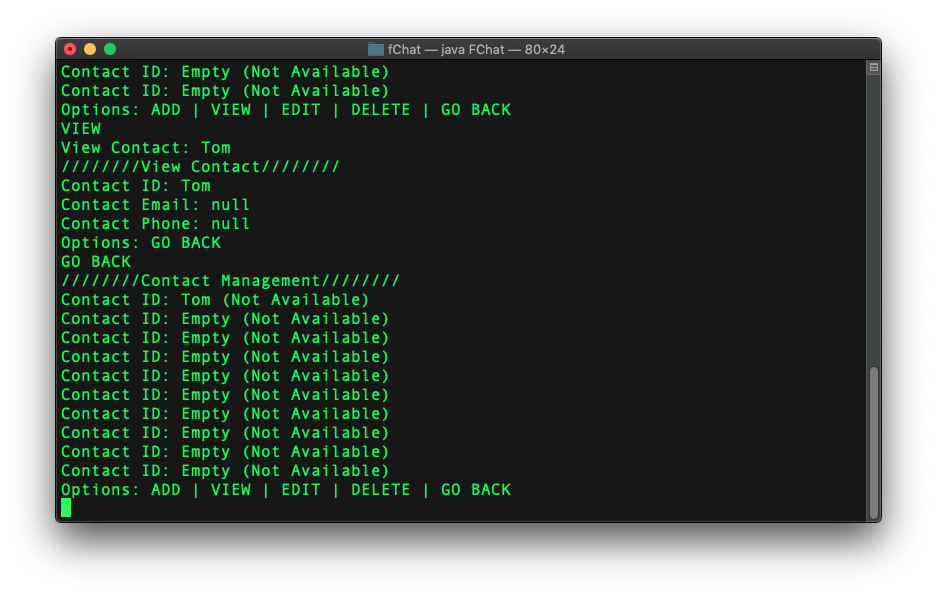 fChat — java FChat — 80×24
Contact ID: Empty (Not Available)
Contact ID: Empty (Not Available)
Options: ADD | VIEW | EDIT | DELETE | GO BACK
VIEW
View Contact: Tom
////////View Contact////////
Contact ID: Tom
Contact Email: null
Contact Phone: null
Options: GO BACK
GO BACK
////////Contact Management////////
Contact ID: Tom (Not Available)
Contact ID: Empty (Not Available)
Contact ID: Empty (Not Available)
Contact ID: Empty (Not Available)
Contact ID: Empty (Not Available)
Contact ID: Empty (Not Available)
Contact ID: Empty (Not Available)
Contact ID: Empty (Not Available)
Contact ID: Empty (Not Available)
Contact ID: Empty (Not Available)
Options: ADD | VIEW | EDIT | DELETE | GO BACK